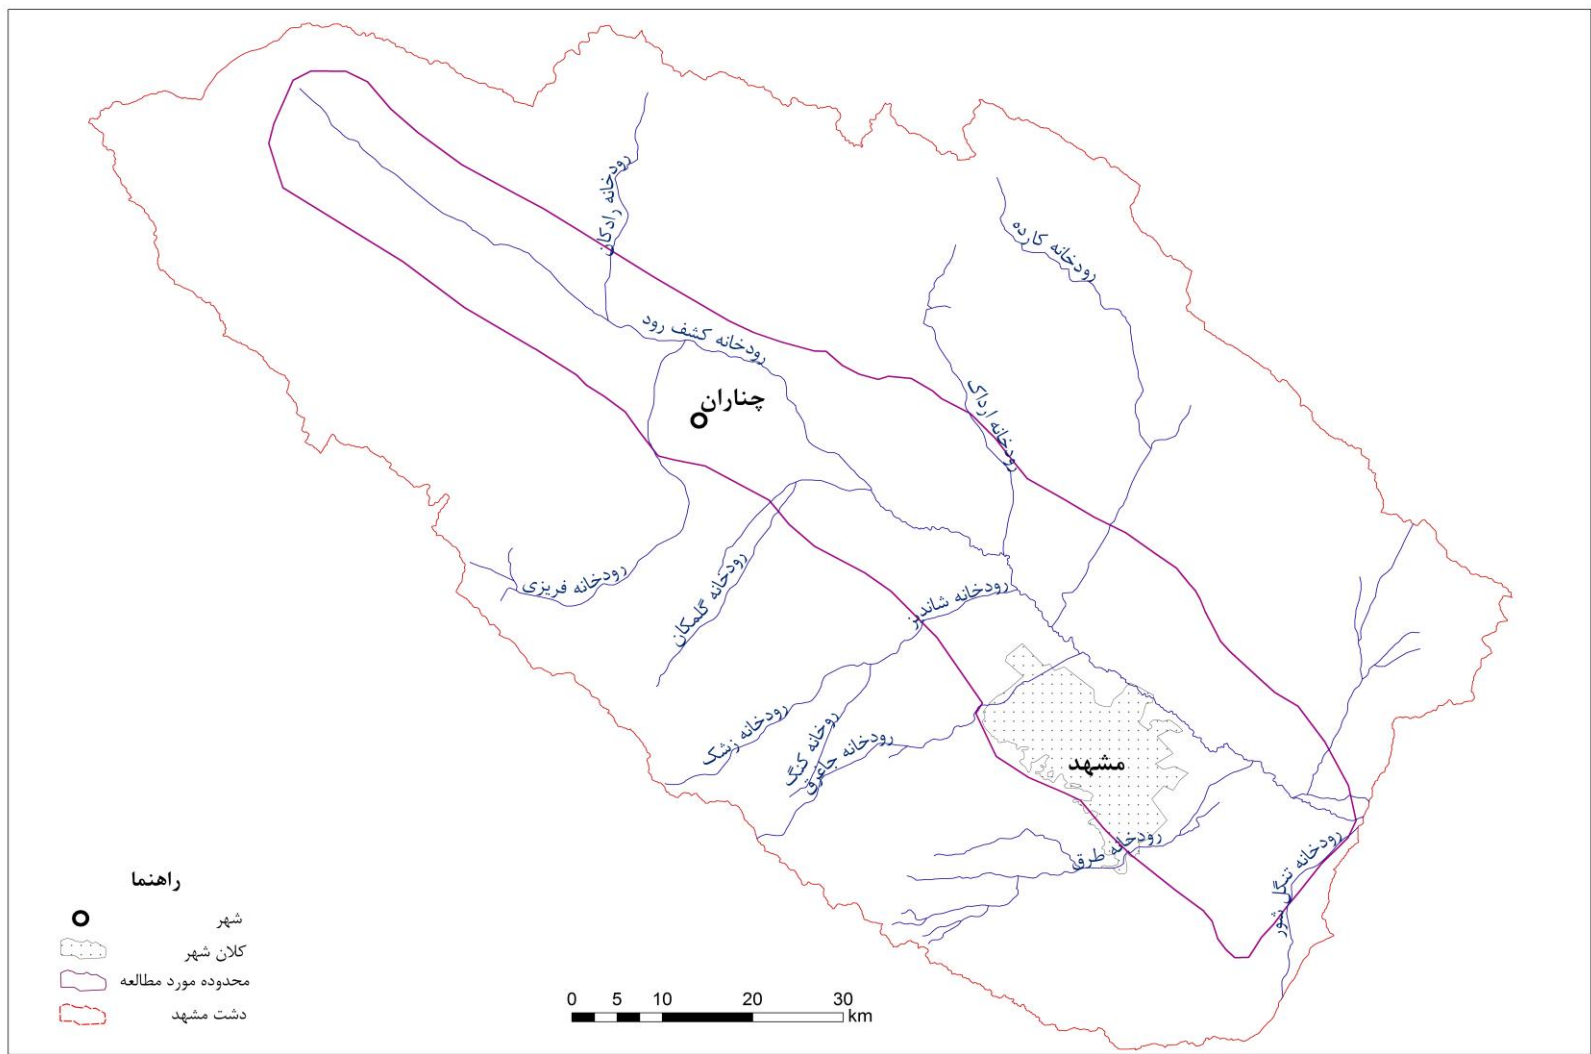 رودخانه رادکان
رودخانه کارده
رودخانه کشف رود
چناران
رودخانه ارداک
رودخانه فریزی
رودخانه گلمکان
رودخانه شاندیز
رودخانه زشک
روخانه کنگ
رودخانه جاغرق
مشهد
رودخانه طرق
رودخانه تنگل شور
راهنما
شهر
کلان شهر
محدوده مورد مطالعه
دشت مشهد
0 5 10 20 30
km